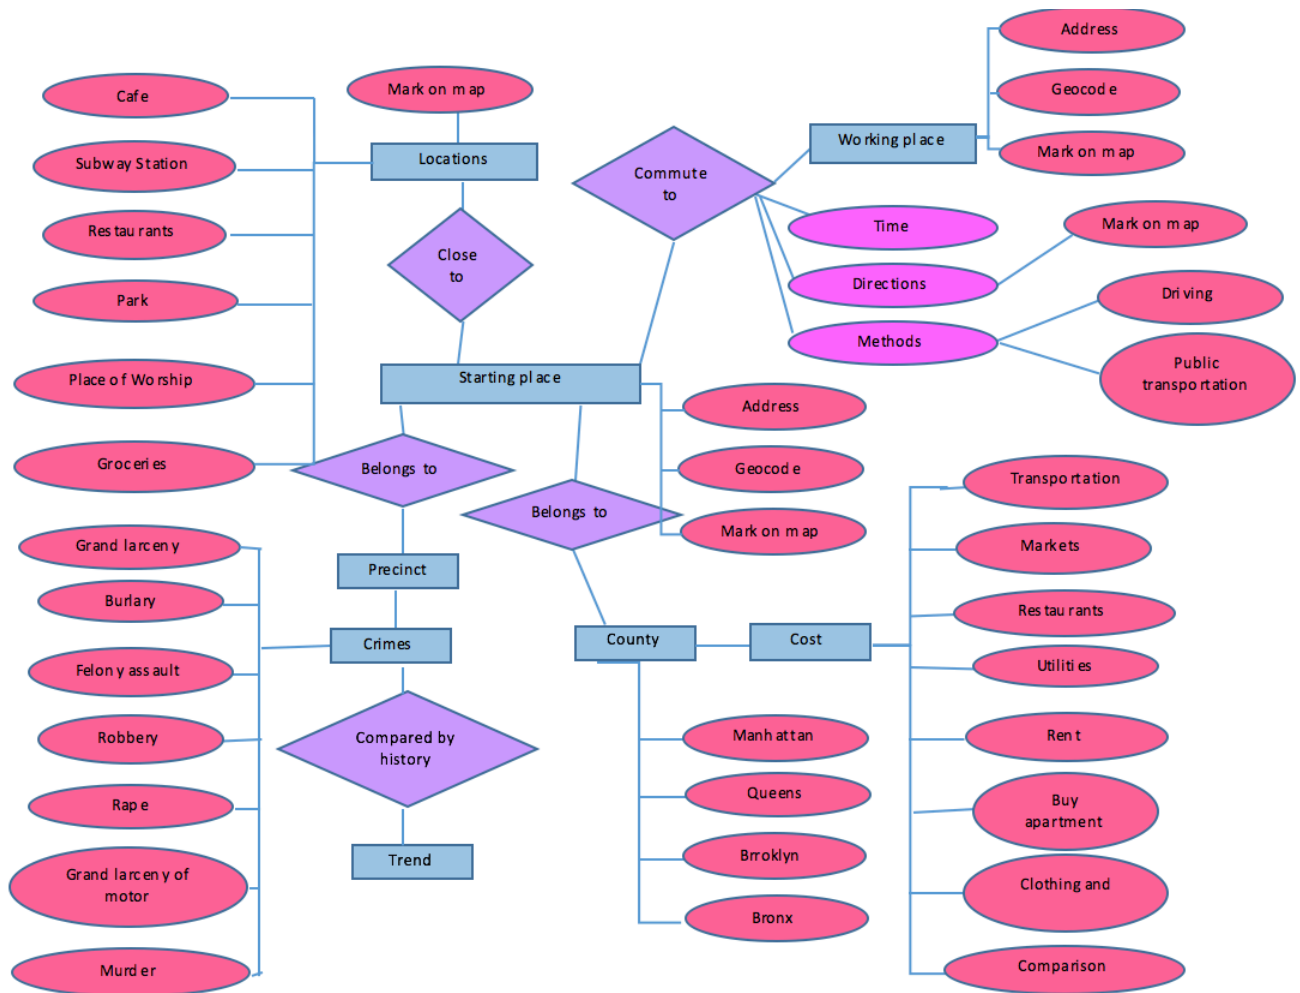 Address
Mark on map
Cafe
Geocode
Working place
Locations
Mark on map
Subway Station
Commute
to
Restaurants
Time
Mark on map
Close
to
Directions
Park
Driving
Methods
Place of Worship
Starting place
Public
transportation
Address
Groceries
Belongs to
Geocode
Transportation
Belongs to
Mark on map
Grand larceny
Markets
Precinct
Burlary
Restaurants
Crimes
County
Cost
Felony assault
Utilities
Robbery
Compared by
history
Manhattan
Rent
Rape
Queens
Buy
apartment
Trend
Brroklyn
Grand larceny of
motor
Clothing and
Bronx
Murder
Comparison